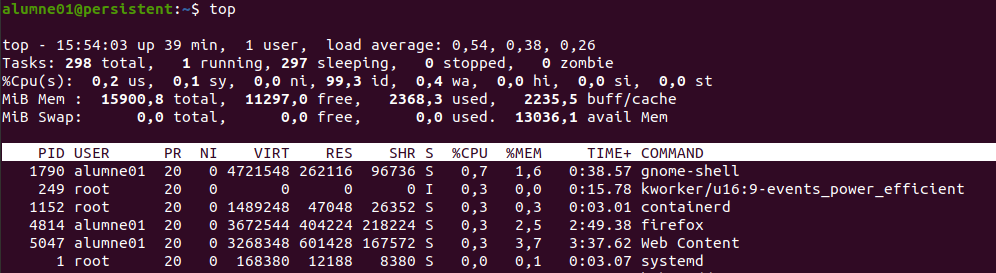 alumne01@persistent:~$ top
top - 15:54:03 up 39 min,  1 user,  load average: 0,54, 0,38, 0,26
Tasks: 298 total,   1 running, 297 sleeping,   0 stopped,   0 zombie
%Cpu(s):  0,2 us,  0,1 sy,  0,0 ni, 99,3 id,  0,4 wa,  0,0 hi,  0,0 si,  0,0 st
MiB Mem :  15900,8 total,  11297,0 free,   2368,3 used,   2235,5 buff/cache
MiB Swap:      0,0 total,      0,0 free,      0,0 used.  13036,1 avail Mem
PID USER      PR  NI    VIRT    RES    SHR S  %CPU  %MEM     TIME+ COMMAND
1790 alumne01  20   0 4721548 262116  96736 S   0,7   1,6   0:38.57 gnome-shell
249 root      20   0       0      0      0 I   0,3   0,0   0:15.78 kworker/u16:9-events_power_efficient
1152 root      20   0 1489248  47048  26352 S   0,3   0,3   0:03.01 containerd
4814 alumne01  20   0 3672544 404224 218224 S   0,3   2,5   2:49.38 firefox
5047 alumne01  20   0 3268348 601428 167572 S   0,3   3,7   3:37.62 Web Content
1 root      20   0  168380  12188   8380 S   0,0   0,1   0:03.07 systemd